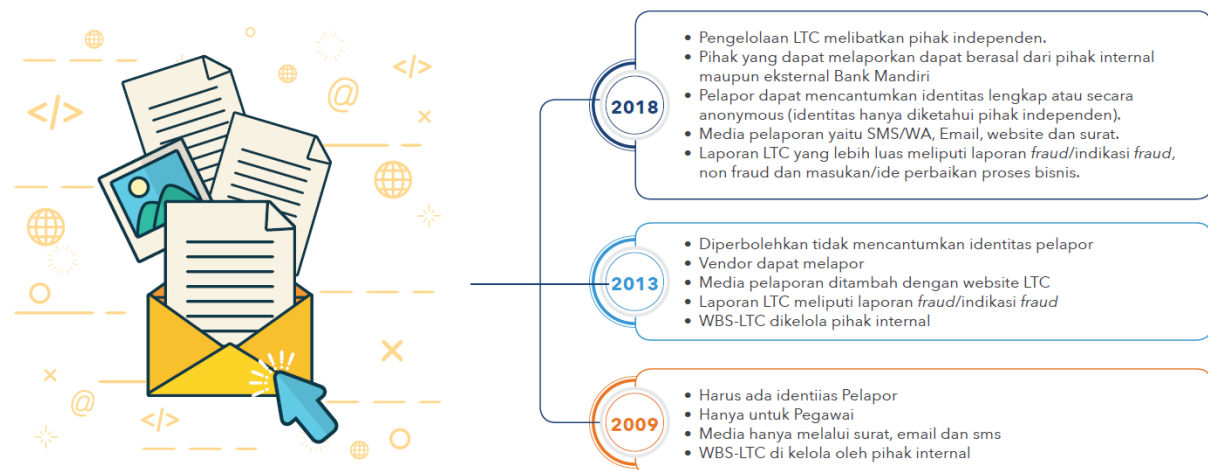 2018
• Pengelolaan LTC melibatkan pihak independen.
• Pihak yang dapat melaporkan dapat berasal dari pihak internal
maupun eksternal Bank Mandiri
• Pelapor dapat mencantumkan identitas lengkap atau secara
anonymous (identitas hanya diketahui pihak independen).
• Media pelaporan yaitu SMS/WA, Email, website dan surat.
• Laporan LTC yang lebih luas meliputi laporan fraud/indikasi fraud,
non fraud dan masukan/ide perbaikan proses bisnis.
2013
• Diperbolehkan tidak mencantumkan identitas pelapor
• Vendor dapat melapor
• Media pelaporan ditambah dengan website LTC
• Laporan LTC meliputi laporan fraud/indikasi fraud
• WBS-LTC dikelola pihak internal
2009
• Harus ada identiias Pelapor
• Hanya untuk Pegawai
• Media hanya melalui surat, email dan sms
• WBS-LTC di kelola oleh pihak internal